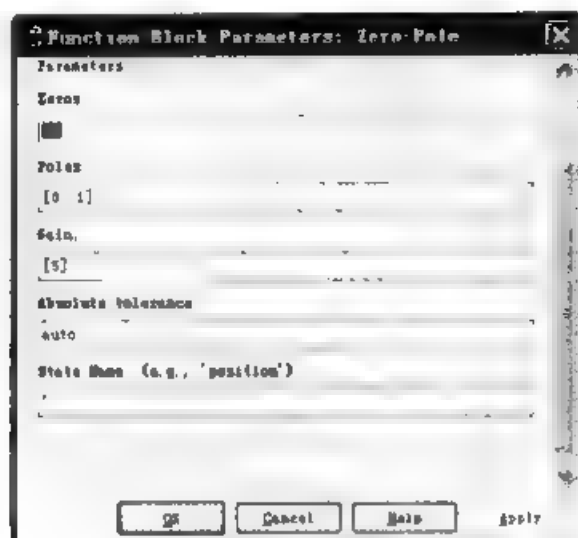 Function Block Parameters: Zero-Pole
Parameters
Zeros
Poles
[0 1]
Gain
[5]
Absolute tolerance
auto
State Name (e.g., 'position')
OK
Cancel
Help
Apply